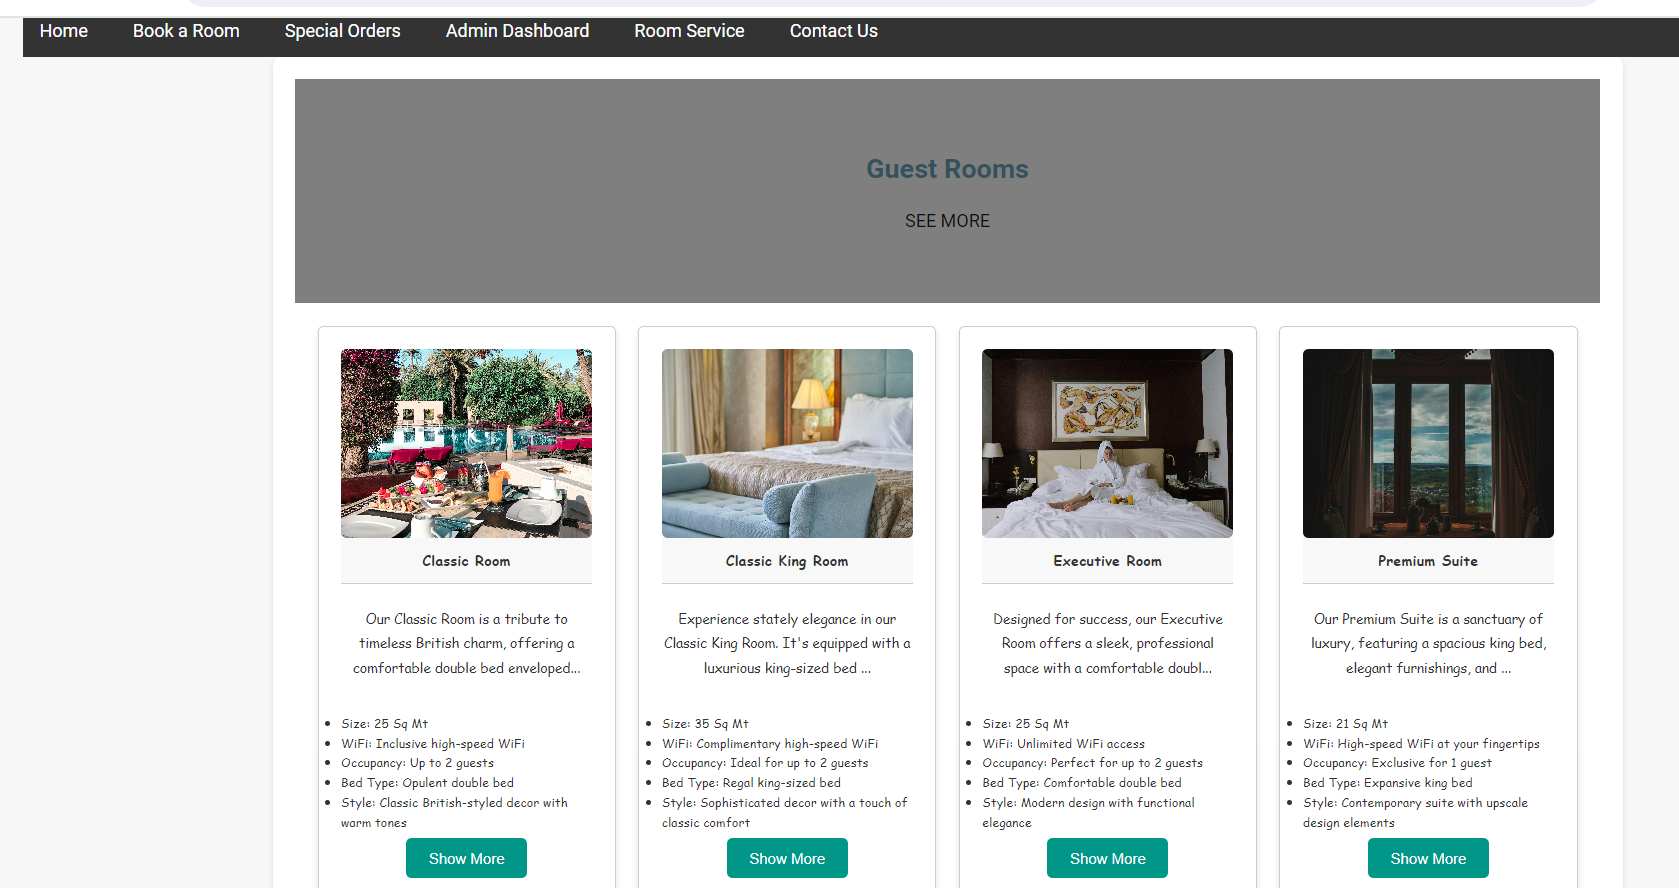 Home Book a Room Special Orders Admin Dashboard Room Service Contact Us
Guest Rooms
SEE MORE
Classic Room
Our Classic Room is a tribute to
timeless British charm, offering a
comfortable double bed enveloped...
Size: 25 Sq Mt
WiFi: Inclusive high-speed WiFi
Occupancy: Up to 2 guests
Bed Type: Opulent double bed
Style: Classic British-styled decor with
warm tones
Show More
Classic King Room
Experience stately elegance in our
Classic King Room. It's equipped with a
luxurious king-sized bed ...
Size: 35 Sq Mt
WiFi: Complimentary high-speed WiFi
Occupancy: Ideal for up to 2 guests
Bed Type: Regal king-sized bed
Style: Sophisticated decor with a touch of
classic comfort
Show More
Executive Room
Designed for success, our Executive
Room offers a sleek, professional
space with a comfortable doubl...
Size: 25 Sq Mt
WiFi: Unlimited WiFi access
Occupancy: Perfect for up to 2 guests
Bed Type: Comfortable double bed
Style: Modern design with functional
elegance
Show More
Premium Suite
Our Premium Suite is a sanctuary of
luxury, featuring a spacious king bed,
elegant furnishings, and ...
Size: 21 Sq Mt
WiFi: High-speed WiFi at your fingertips
Occupancy: Exclusive for 1 guest
Bed Type: Expansive king bed
Style: Contemporary suite with upscale
design elements
Show More